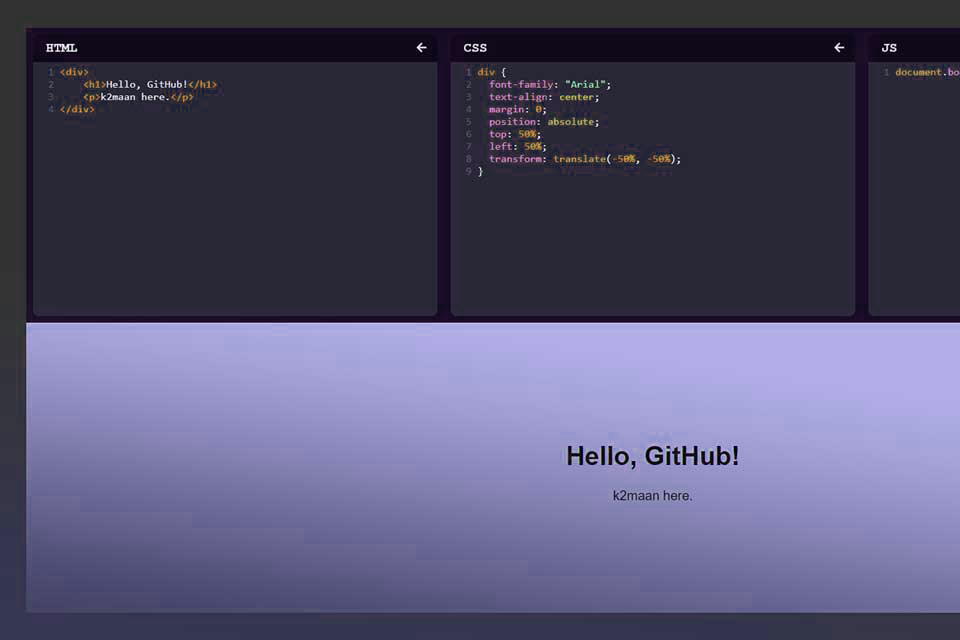 HTML
1 <div>
2 <h1>Hello, GitHub!</h1>
3 <p>k2maan here.</p>
4 </div>
CSS
1 div {
2 font-family: "Arial";
3 text-align: center;
4 margin: 0;
5 position: absolute;
6 top: 50%;
7 left: 50%;
8 transform: translate(-50%, -50%);
9 }
JS
1 document.bo
Hello, GitHub!
k2maan here.